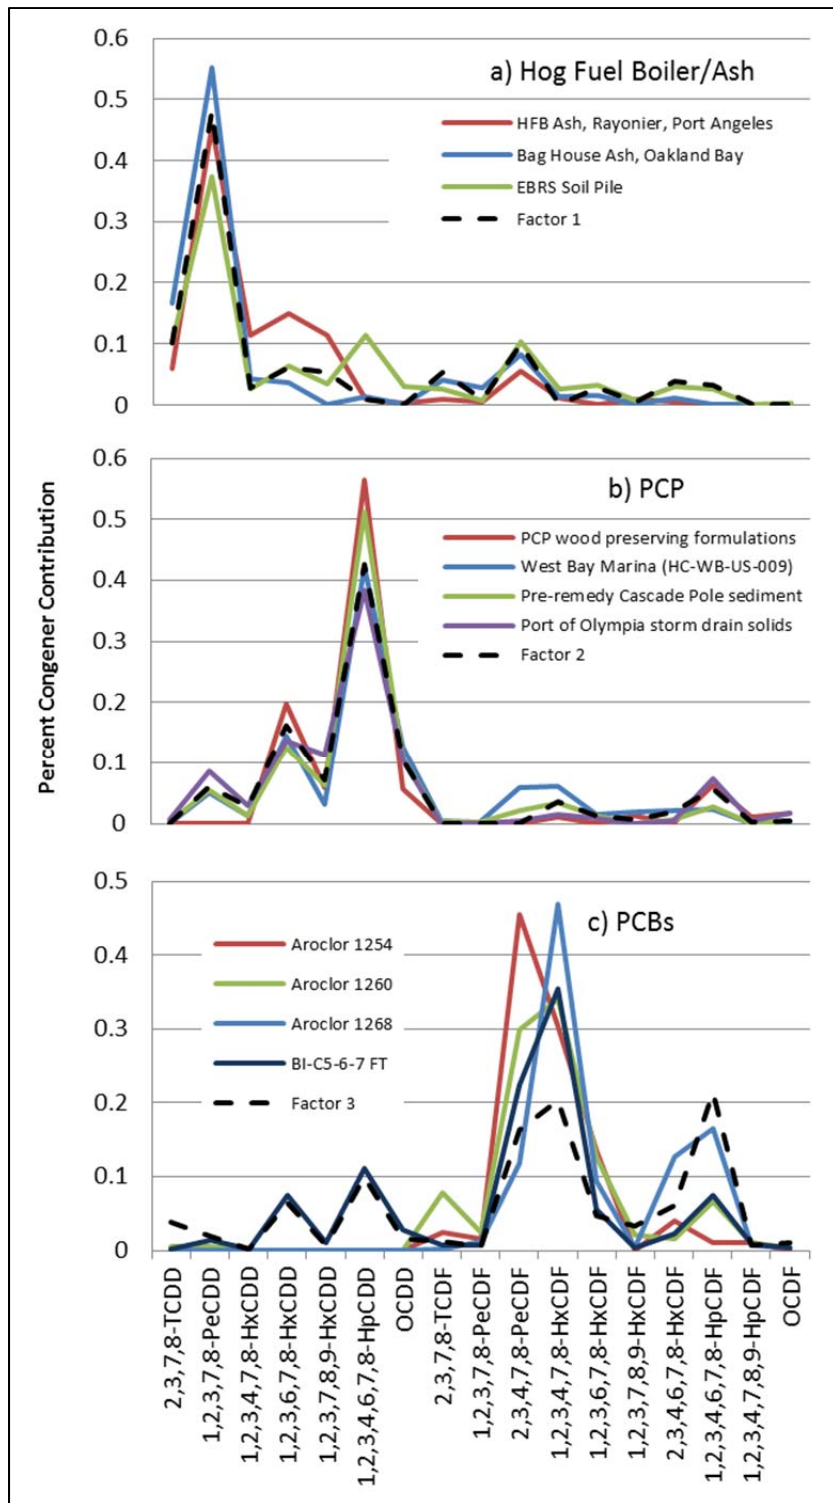 Percent Congener Contribution
0.6
0.5
0.4
0.3
0.2
0.1
0
a) Hog Fuel Boiler/Ash
HFB Ash, Rayonier, Port Angeles
Bag House Ash, Oakland Bay
EBRS Soil Pile
Factor 1
0.6
0.5
0.4
0.3
0.2
0.1
0
b) PCP
PCP wood preserving formulations
West Bay Marina (HC-WB-US-009)
Pre-remedy Cascade Pole sediment
Port of Olympia storm drain solids
Factor 2
0.5
0.4
0.3
0.2
0.1
0
c) PCBs
Aroclor 1254
Aroclor 1260
Aroclor 1268
BI-C5-6-7 FT
Factor 3
2,3,7,8-TCDD
1,2,3,7,8-PeCDD
1,2,3,4,7,8-HxCDD
1,2,3,6,7,8-HxCDD
1,2,3,7,8,9-HxCDD
1,2,3,4,6,7,8-HpCDD
OCDD
2,3,7,8-TCDF
1,2,3,7,8-PeCDF
2,3,4,7,8-PeCDF
1,2,3,4,7,8-HxCDF
1,2,3,6,7,8-HxCDF
1,2,3,7,8,9-HxCDF
2,3,4,6,7,8-HxCDF
1,2,3,4,6,7,8-HpCDF
1,2,3,4,7,8,9-HpCDF
OCDF